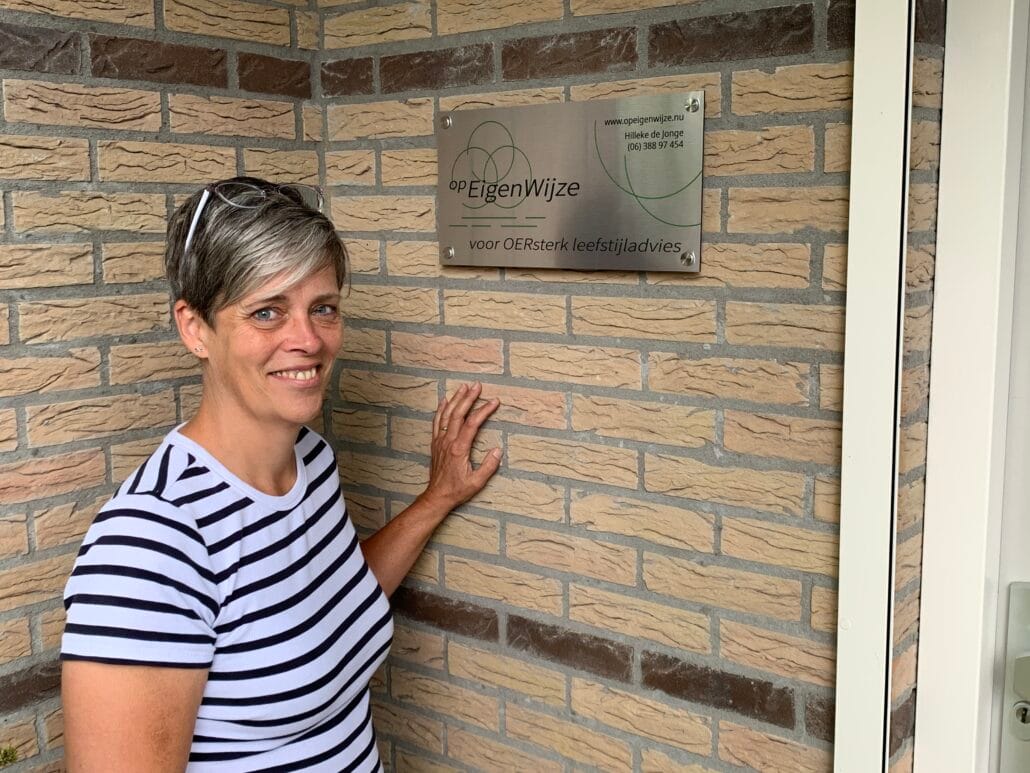 www.opeigenwijze.nu
Hilleke de Jonge
(06) 388 97 454
op EigenWijze
voor OERsterk leefstijladvies